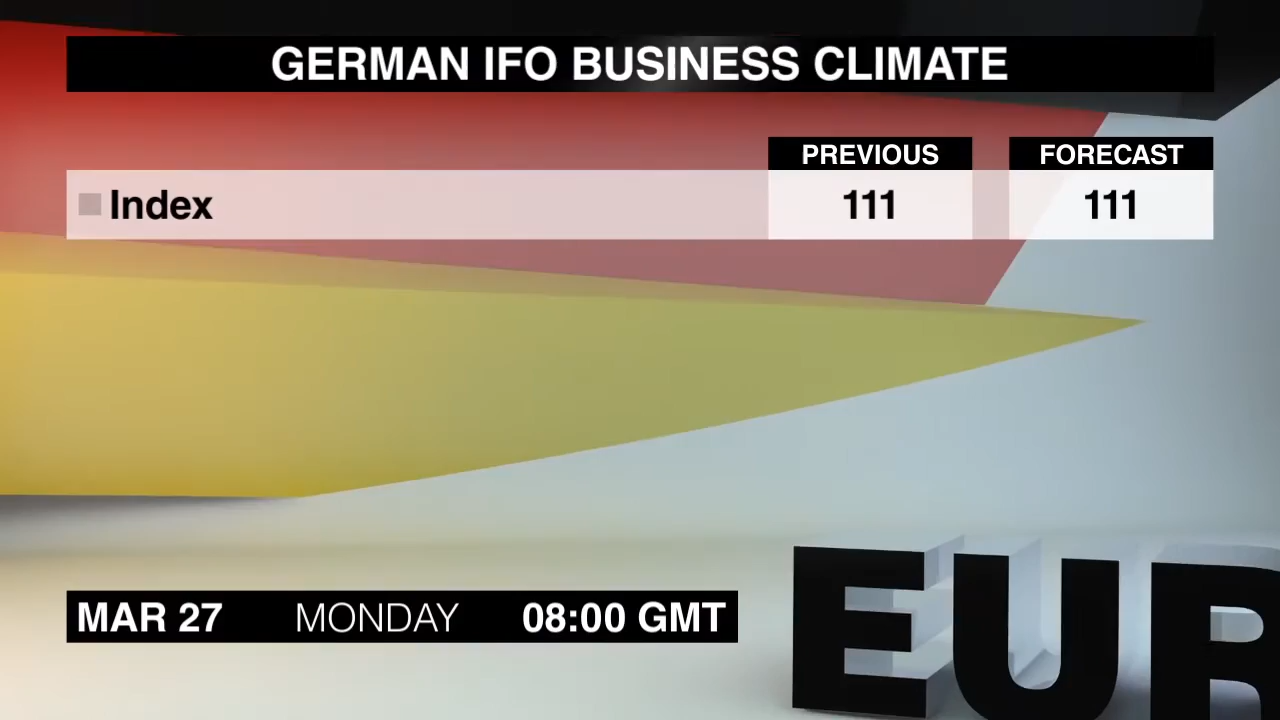 GERMAN IFO BUSINESS CLIMATE
PREVIOUS FORECAST
Index 111 111
MAR 27 MONDAY 08:00 GMT
EUR